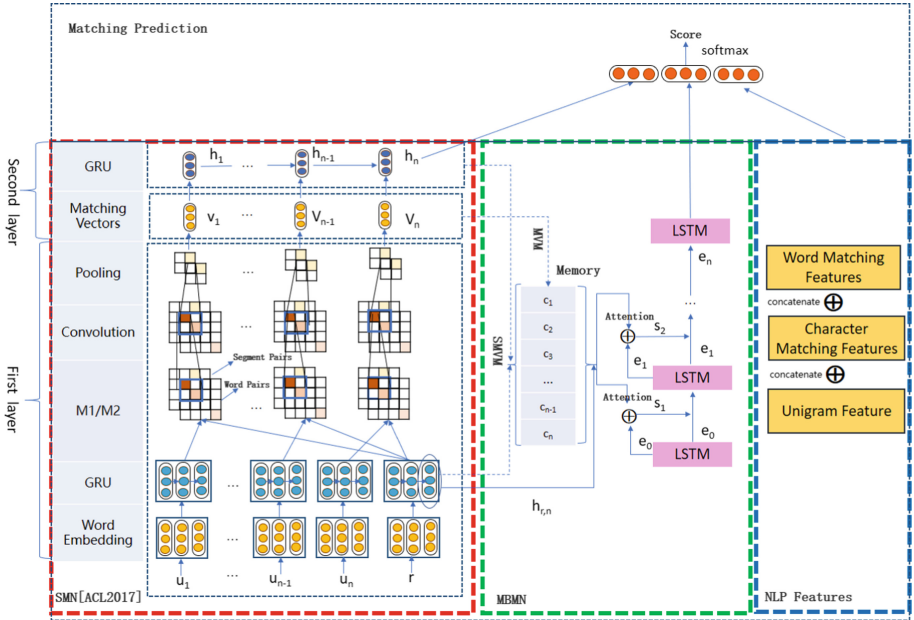 Matching Prediction
Score
softmax
Second layer
First layer
GRU
h1 ... hn-1 hn
Matching Vectors
v1 ... Vn-1 Vn
Pooling
...
Convolution
...
Segment Pairs
Word Pairs
M1/M2
...
GRU
...
Word Embedding
...
u1 ... un-1 un r
SMN[ACL2017]
MVM
SMVM
Memory
c1
c2
c3
...
cn-1
cn
hr,n
LSTM
en
...
Attention
s2
e1
e1
LSTM
Attention
s1
e0
e0
LSTM
MBMN
Word Matching Features
concatenate
Character Matching Features
concatenate
Unigram Feature
NLP Features